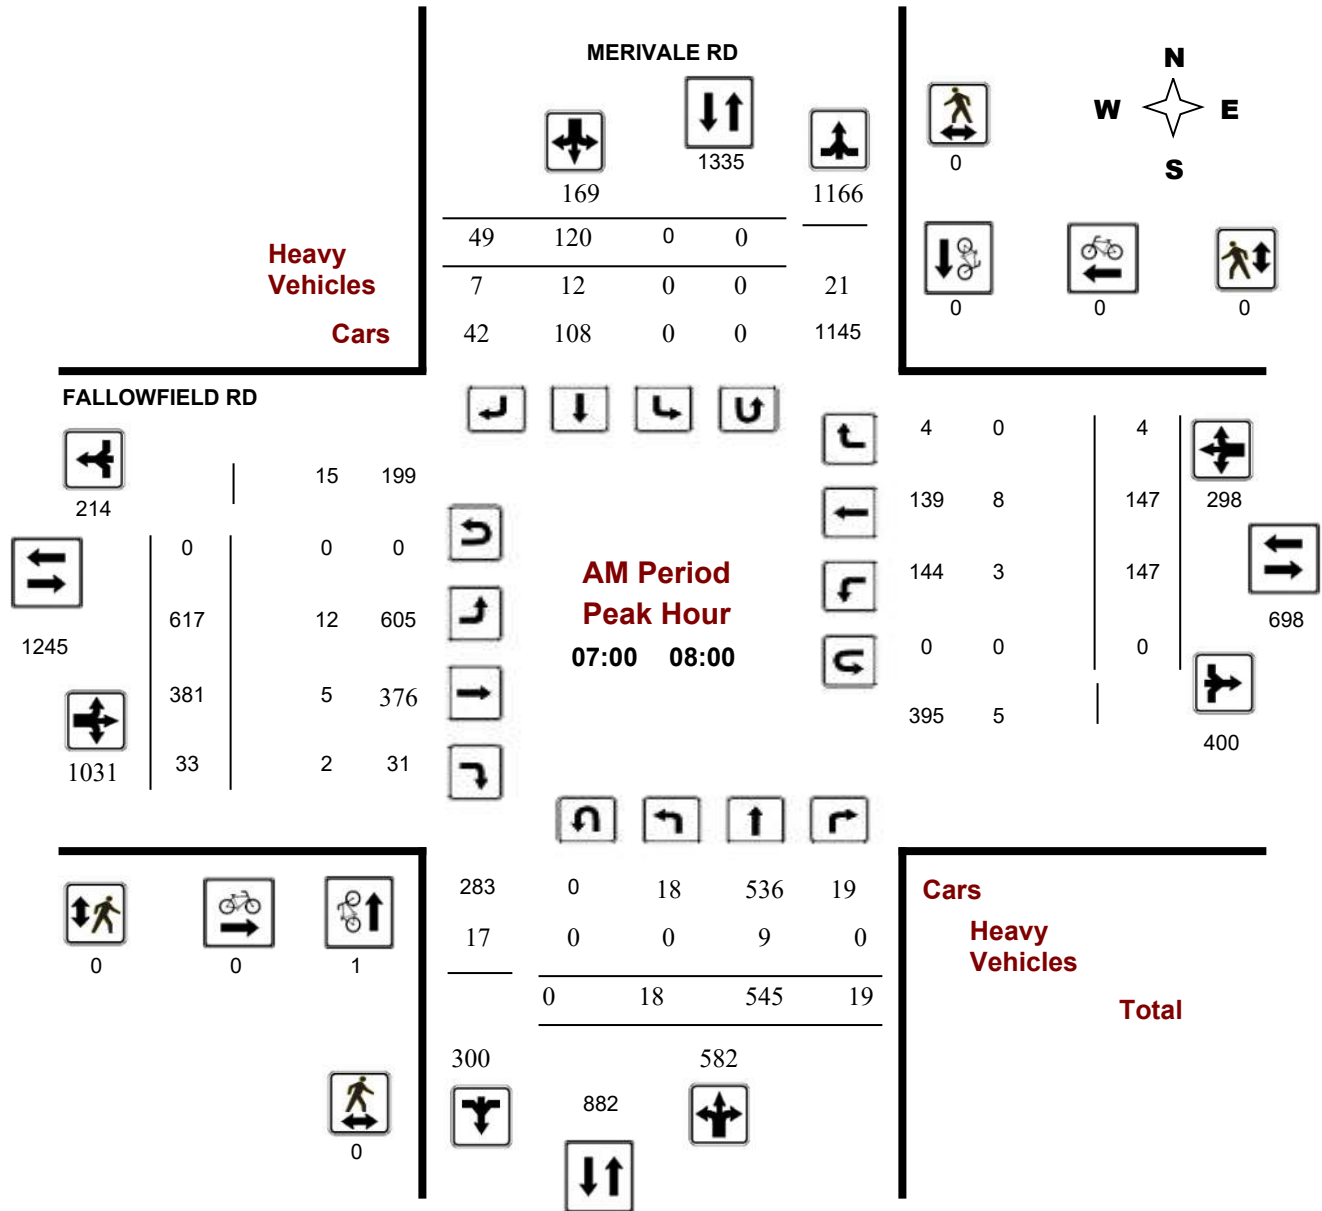 MERIVALE RD
N
W E
S
1335
0
169 1166
49 120 0 0
Heavy
Vehicles
7 12 0 0 21
0 0 0
Cars
42 108 0 0 1145
FALLOWFIELD RD
4 0 4
15 199
214
139 8 147 298
0 0 0
AM Period
144 3 147
Peak Hour
617 12 605
698
1245
07:00 08:00
0 0 0
381 5 376
395 5
400
1031 33 2 31
283 0 18 536 19
Cars
17 0 0 9 0
Heavy
Vehicles
0 0 1
0 18 545 19
Total
300 582
882
0